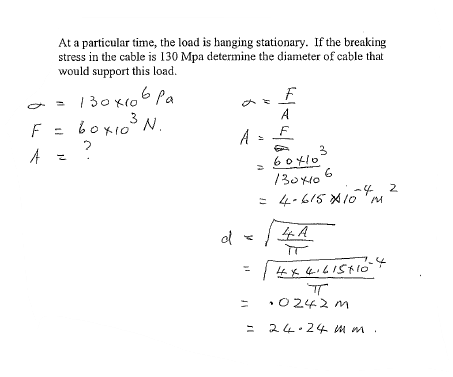 At a particular time, the load is hanging stationary. If the breaking
stress in the cable is 130 Mpa determine the diameter of cable that
would support this load.
σ = 130 x 10⁶ Pa
F = 60 x 10³ N.
A = ?
σ = F / A
A = F / σ
= 60 x 10³ / 130 x 10⁶
= 4.615 x 10⁻⁴ m²
d = √(4A / π)
= √(4 x 4.615 x 10⁻⁴ / π)
= .0242 m
= 24.24 mm.